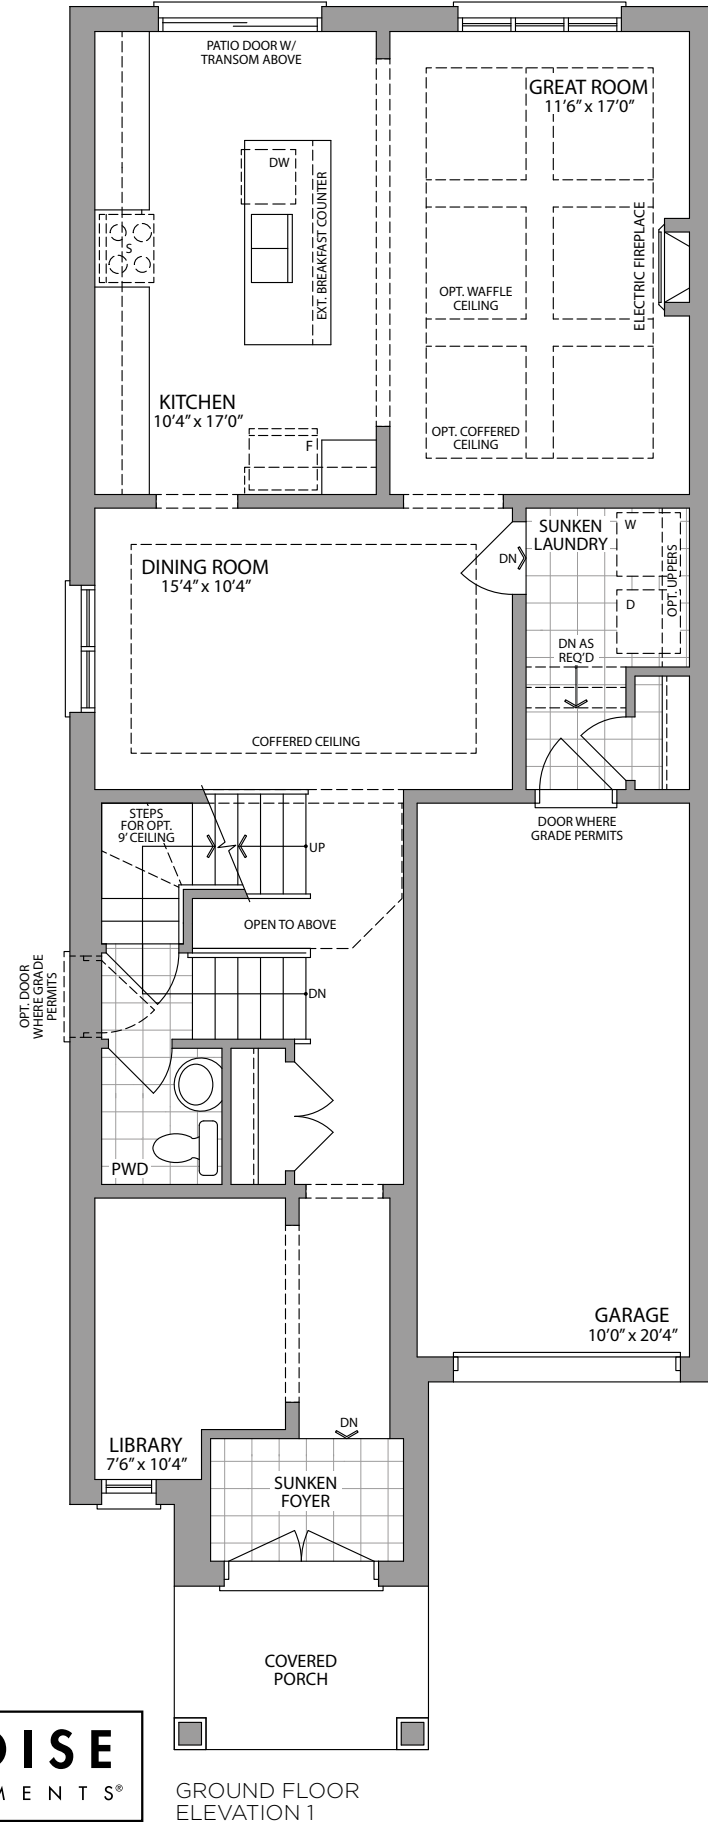 PATIO DOOR W/
TRANSOM ABOVE
GREAT ROOM
11'6" x 17'0"
DW
EXT. BREAKFAST COUNTER
S
ELECTRIC FIREPLACE
OPT. WAFFLE
CEILING
KITCHEN
10'4" x 17'0"
OPT. COFFERED
CEILING
F
SUNKEN
LAUNDRY
W
DN
OPT. UPPERS
DINING ROOM
15'4" x 10'4"
D
DN AS
REQ'D
COFFERED CEILING
STEPS
FOR OPT.
9' CEILING
DOOR WHERE
GRADE PERMITS
UP
OPEN TO ABOVE
OPT. DOOR
WHERE GRADE
PERMITS
DN
PWD
GARAGE
10'0" x 20'4"
DN
LIBRARY
7'6" x 10'4"
SUNKEN
FOYER
COVERED
PORCH
OISE
MENTS®
GROUND FLOOR
ELEVATION 1